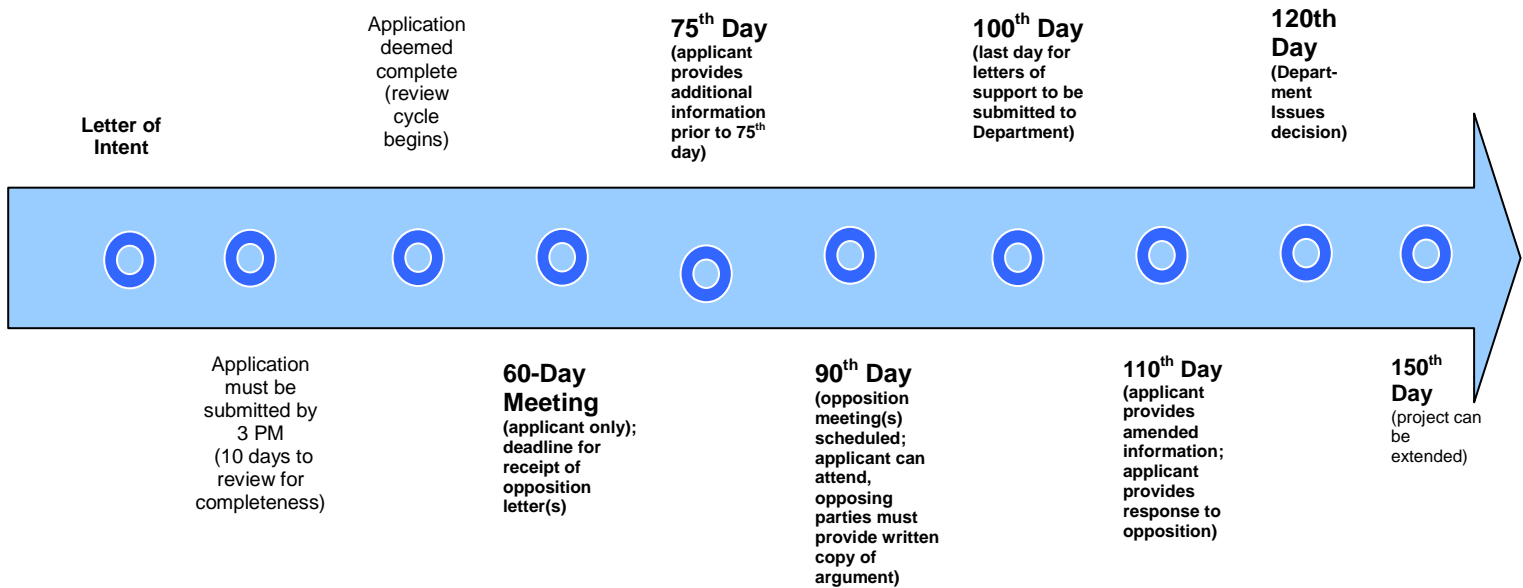 Letter of
Intent
Application
must be
submitted by
3 PM
(10 days to
review for
completeness)
Application
deemed
complete
(review
cycle
begins)
60-Day
Meeting
(applicant only);
deadline for
receipt of
opposition
letter(s)
75th Day
(applicant
provides
additional
information
prior to 75th
day)
90th Day
(opposition
meeting(s)
scheduled;
applicant can
attend,
opposing
parties must
provide written
copy of
argument)
100th Day
(last day for
letters of
support to be
submitted to
Department)
110th Day
(applicant
provides
amended
information;
applicant
provides
response to
opposition)
120th
Day
(Depart-
ment
Issues
decision)
150th
Day
(project can
be
extended)